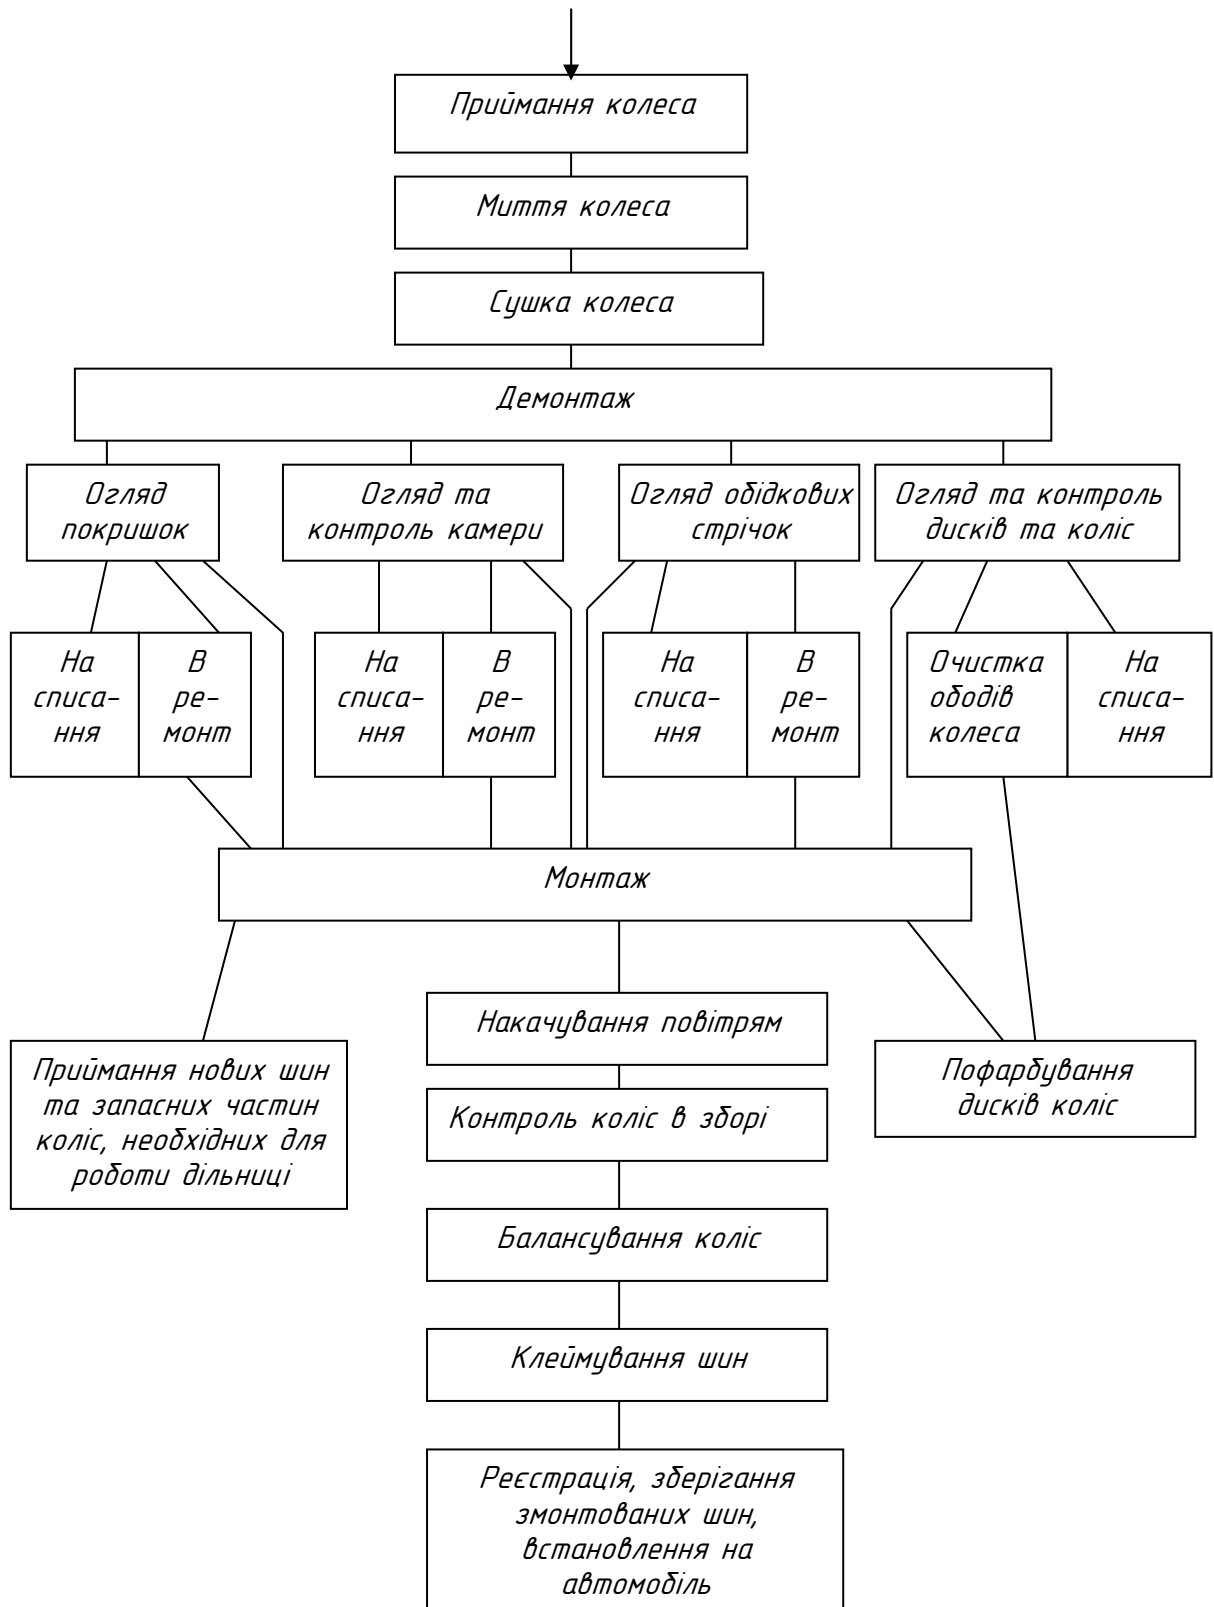 Приймання колеса
Миття колеса
Сушка колеса
Демонтаж
Огляд
покришок
Огляд та
контроль камери
Огляд обідкових
стрічок
Огляд та контроль
дисків та коліс
На
списа-
ння
В
ре-
монт
На
списа-
ння
В
ре-
монт
На
списа-
ння
В
ре-
монт
Очистка
ободів
колеса
На
списа-
ння
Монтаж
Накачування повітрям
Приймання нових шин
та запасних частин
коліс, необхідних для
роботи дільниці
Пофарбування
дисків коліс
Контроль коліс в зборі
Балансування коліс
Клеймування шин
Реєстрація, зберігання
змонтованих шин,
встановлення на
автомобіль